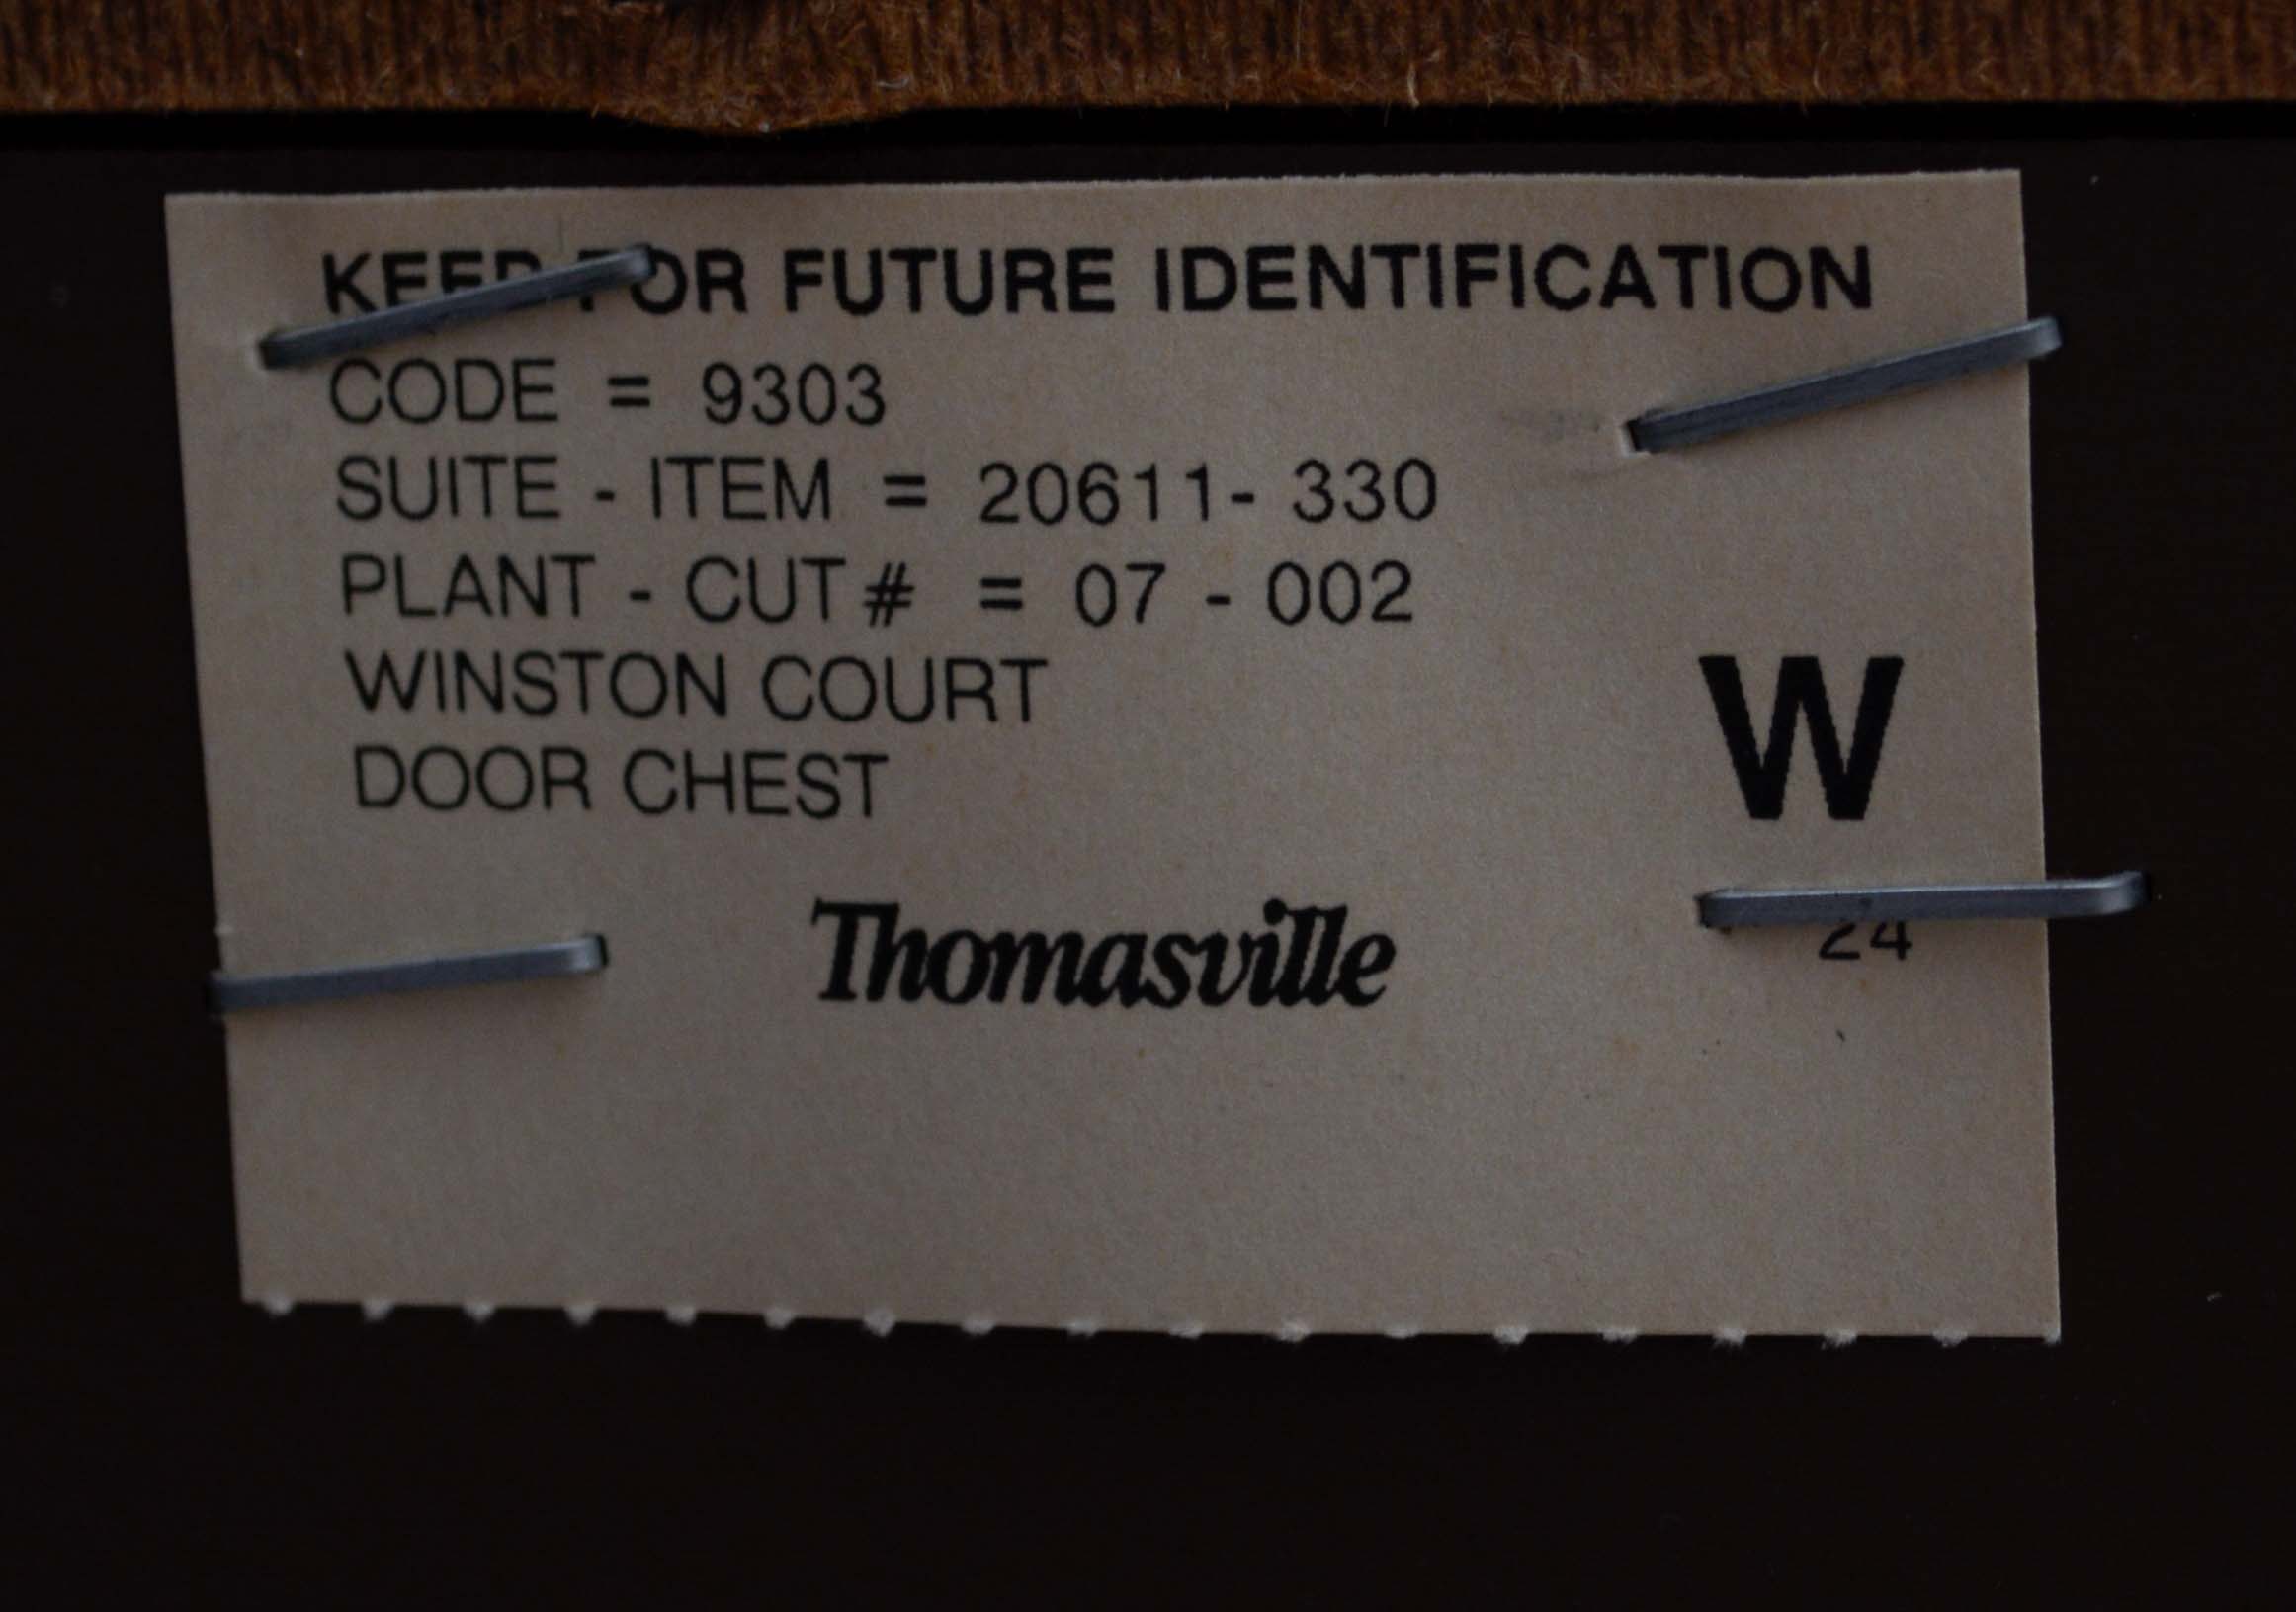 KEEP FOR FUTURE IDENTIFICATION
CODE = 9303
SUITE - ITEM = 20611- 330
PLANT - CUT # = 07 - 002
WINSTON COURT
DOOR CHEST
W
Thomasville
24